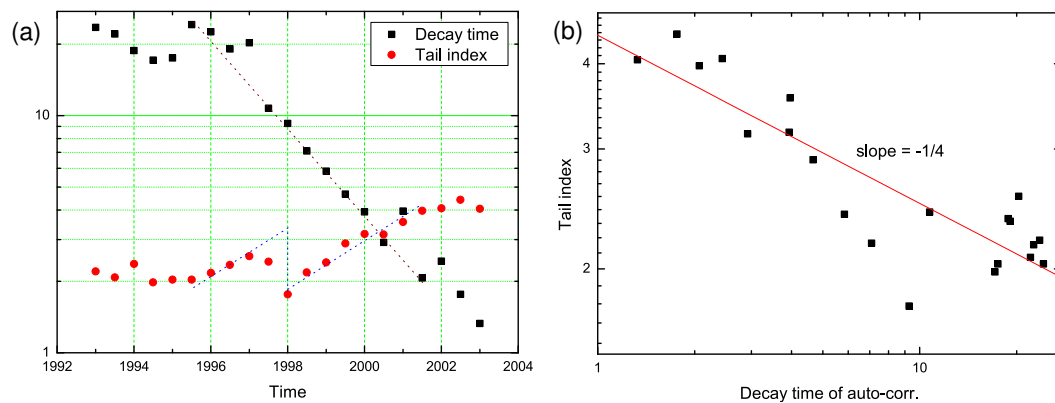 (a)
Decay time
Tail index
10
1
1992
1994
1996
1998
2000
2002
2004
Time
(b)
4
3
2
Tail index
slope = -1/4
1
10
Decay time of auto-corr.